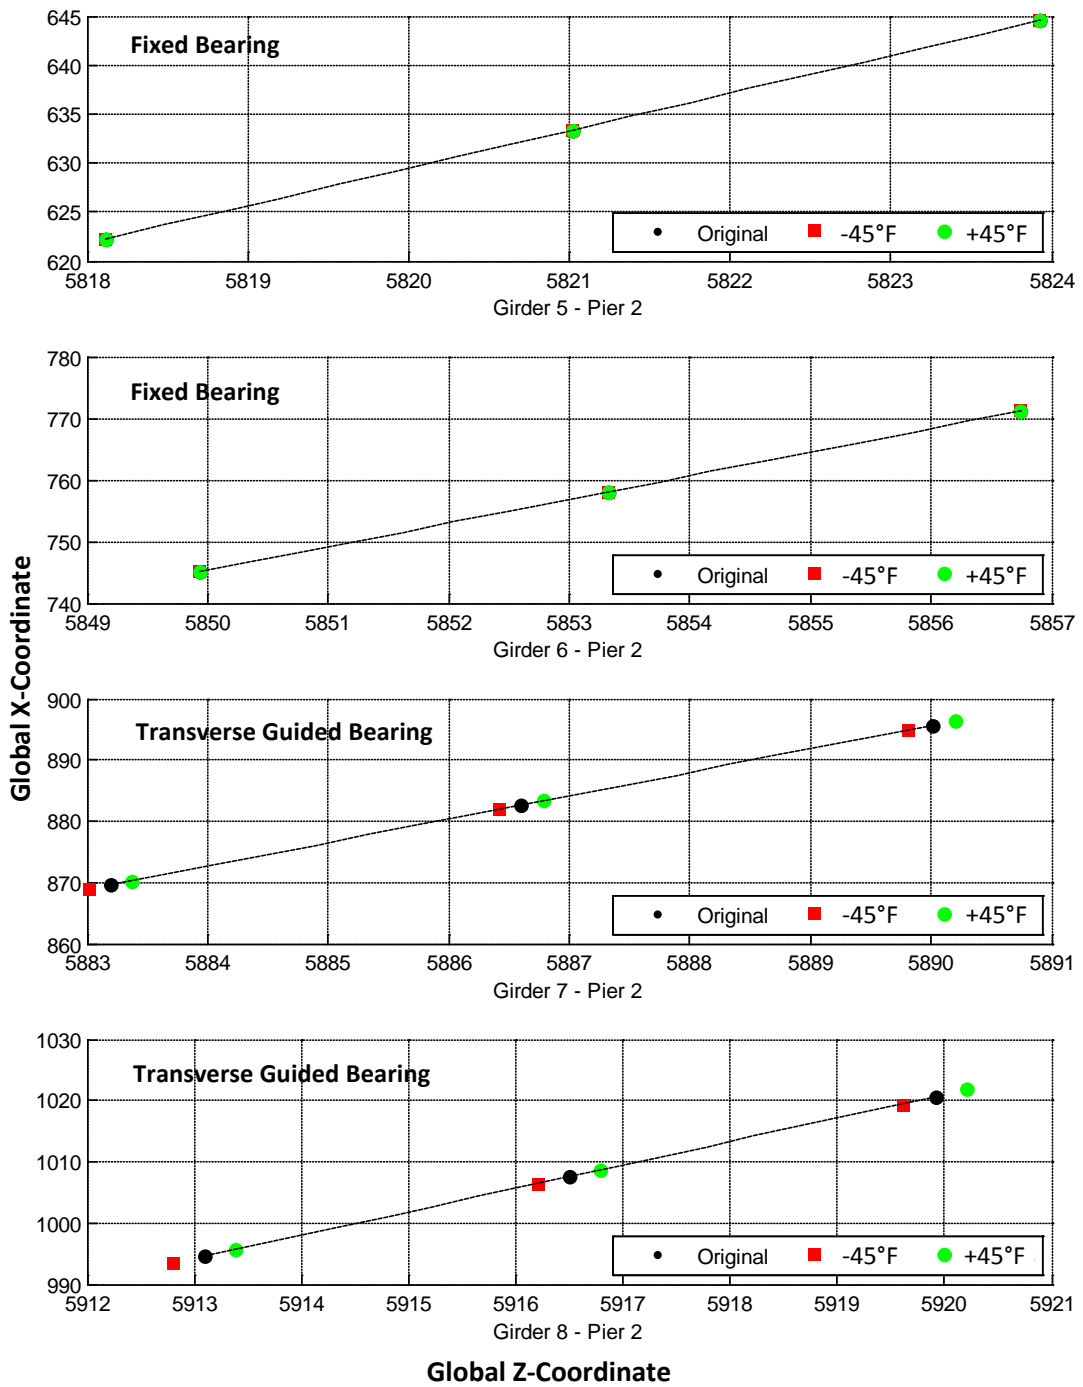 645
Fixed Bearing
640
635
630
625
Original -45°F +45°F
620
5818 5819 5820 5821 5822 5823 5824
Girder 5 - Pier 2
780
Fixed Bearing
770
760
750
Original -45°F +45°F
740
5849 5850 5851 5852 5853 5854 5855 5856 5857
Girder 6 - Pier 2
Global X-Coordinate
900
Transverse Guided Bearing
890
880
870
Original -45°F +45°F
860
5883 5884 5885 5886 5887 5888 5889 5890 5891
Girder 7 - Pier 2
1030
Transverse Guided Bearing
1020
1010
1000
Original -45°F +45°F
990
5912 5913 5914 5915 5916 5917 5918 5919 5920 5921
Girder 8 - Pier 2
Global Z-Coordinate